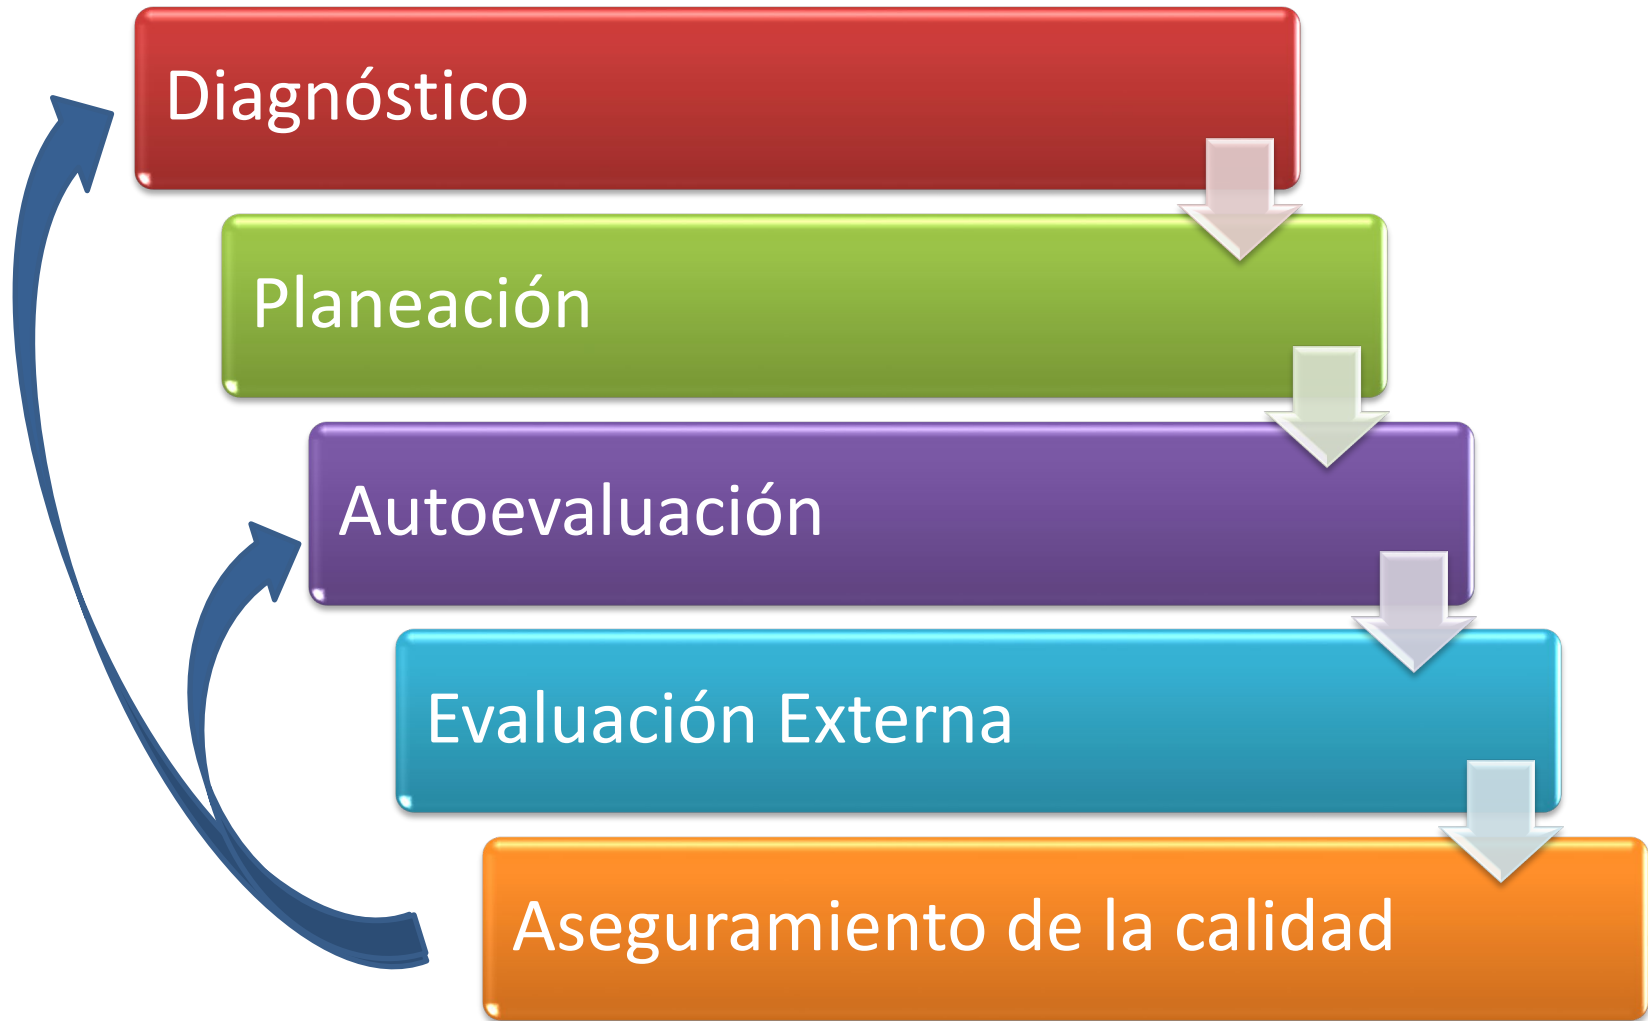 Diagnóstico
Planeación
Autoevaluación
Evaluación Externa
Aseguramiento de la calidad